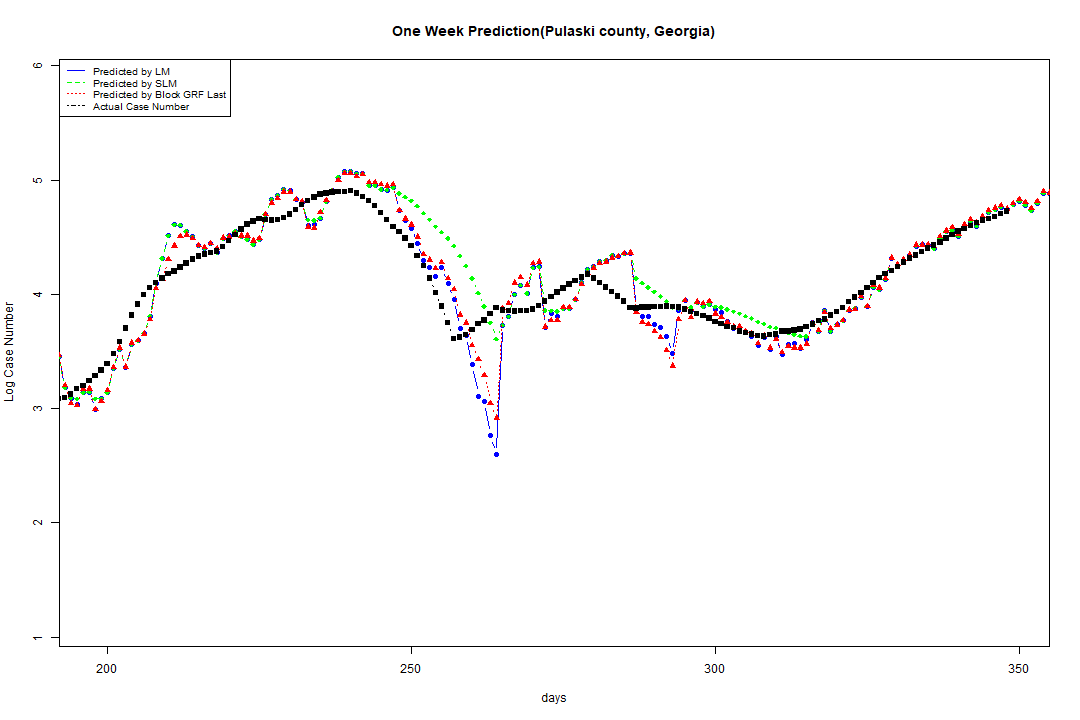 One Week Prediction(Pulaski county, Georgia)
Predicted by LM
Predicted by SLM
Predicted by Block GRF Last
Actual Case Number
6
5
4
3
2
1
Log Case Number
200
250
300
350
days